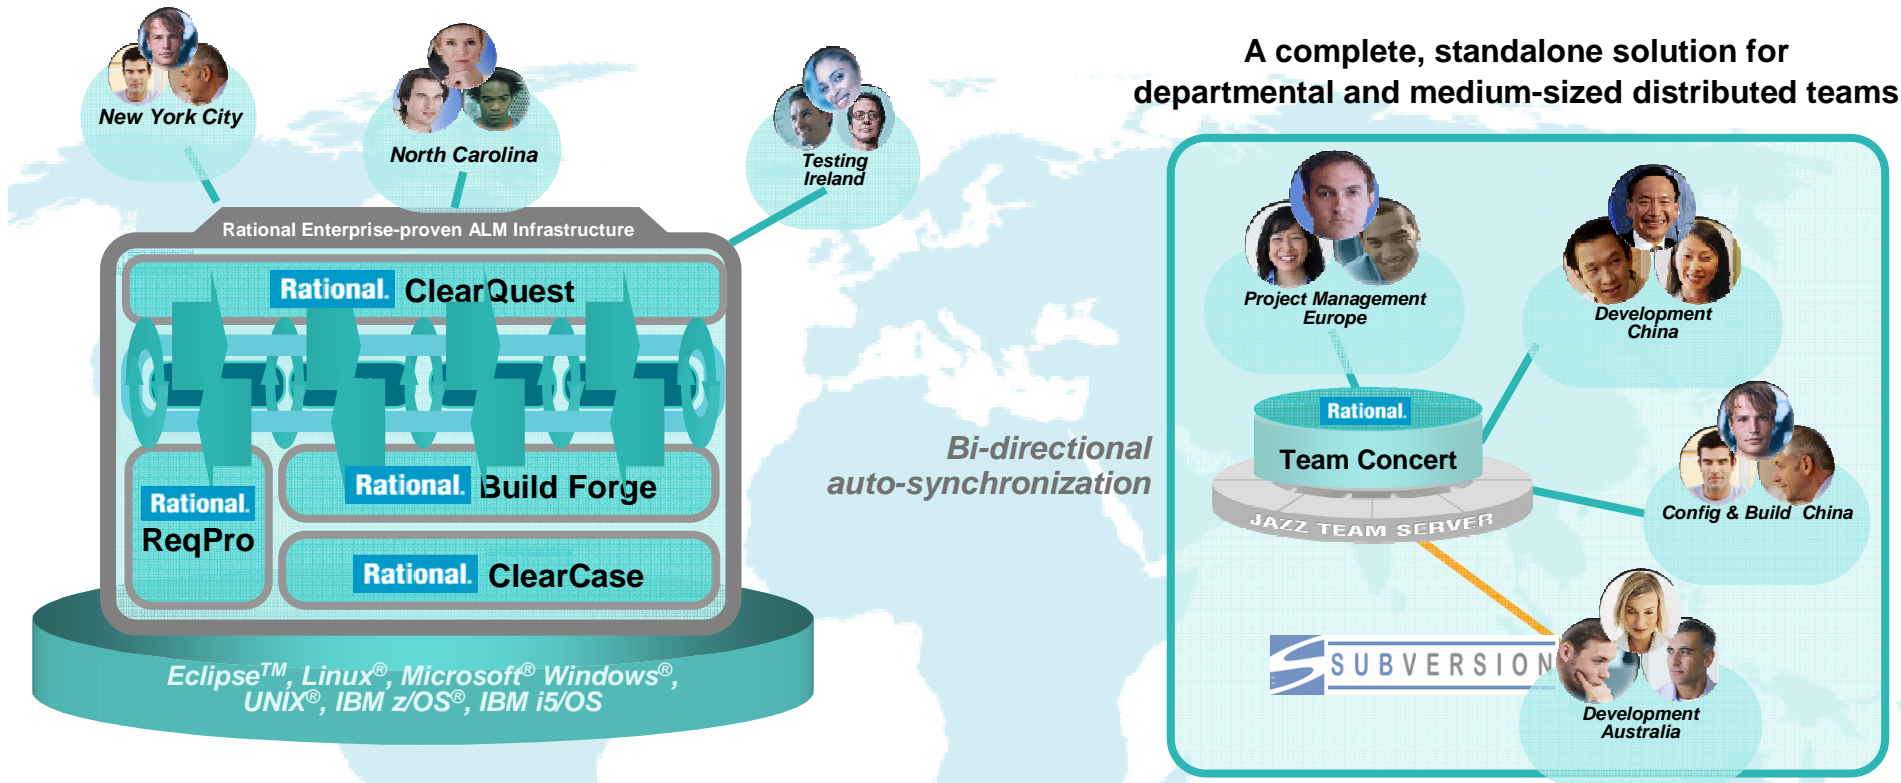 New York City
North Carolina
Testing
Ireland
Rational Enterprise-proven ALM Infrastructure
Rational. ClearQuest
Rational.
ReqPro
Rational. Build Forge
Rational. ClearCase
Eclipse™, Linux®, Microsoft® Windows®,
UNIX®, IBM z/OS®, IBM i5/OS
Bi-directional
auto-synchronization
A complete, standalone solution for
departmental and medium-sized distributed teams
Project Management
Europe
Development
China
Rational.
Team Concert
JAZZ TEAM SERVER
Config & Build China
SUBVERSION
Development
Australia